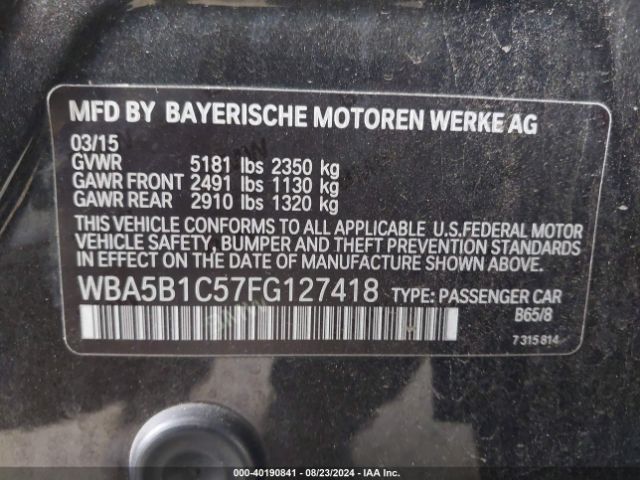 MFD BY BAYERISCHE MOTOREN WERKE AG
03/15
GVWR 5181 lbs 2350 kg
GAWR FRONT 2491 lbs 1130 kg
GAWR REAR 2910 lbs 1320 kg
THIS VEHICLE CONFORMS TO ALL APPLICABLE U.S.FEDERAL MOTOR
VEHICLE SAFETY, BUMPER AND THEFT PREVENTION STANDARDS
IN EFFECT ON THE DATE OF MANUFACTURE SHOWN ABOVE.
WBA5B1C57FG127418 TYPE: PASSENGER CAR
B65/8
7 315 814
000-40190841 - 08/23/2024 - IAA Inc.